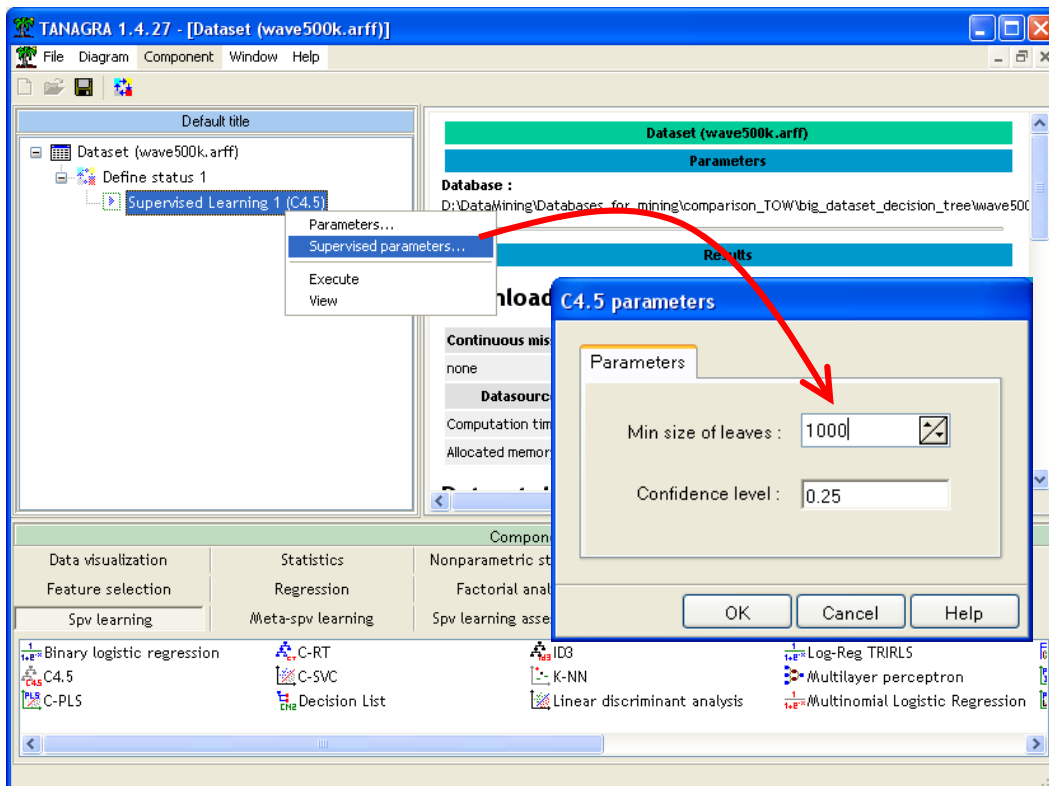 TANAGRA 1.4.27 - [Dataset (wave500k.arff)]
File Diagram Component Window Help
Default title
Dataset (wave500k.arff)
Define status 1
Supervised Learning 1 (C4.5)
Parameters...
Supervised parameters...
Execute
View
Dataset (wave500k.arff)
Parameters
Database :
D:\DataMining\Databases_for_mining\comparison_TOW\big_dataset_decision_tree\wave500
Results
nload
Continuous mis
none
Datasource
Computation tim
Allocated memor
C4.5 parameters
Parameters
Min size of leaves : 1000
Confidence level : 0.25
OK Cancel Help
Compon
Data visualization Statistics Nonparametric st
Feature selection Regression Factorial anal
Spv learning Meta-spv learning Spv learning asse
Binary logistic regression C-RT ID3 Log-Reg TRIRLS
C4.5 C-SVC K-NN Multilayer perceptron
C-PLS Decision List Linear discriminant analysis Multinomial Logistic Regression